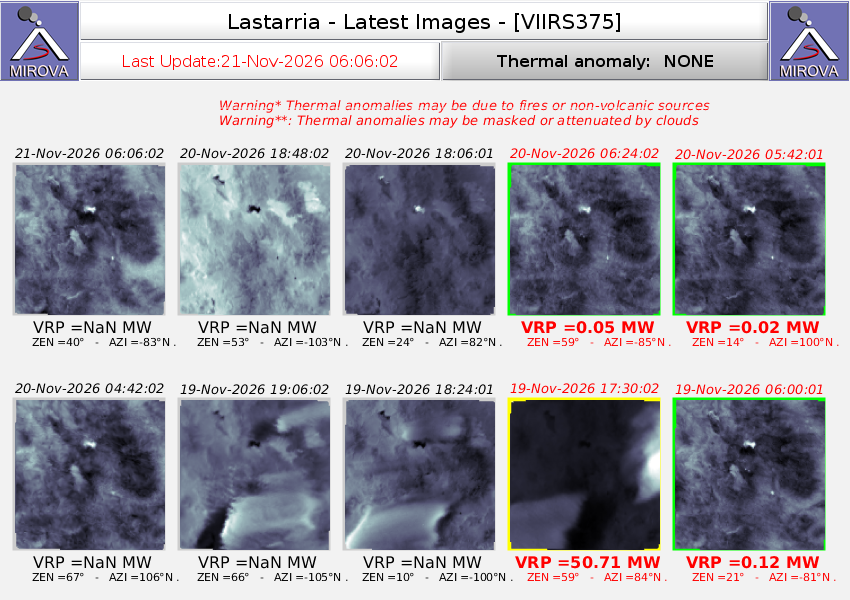 Lastarria - Latest Images - [VIIRS375]
MIROVA
MIROVA
Last Update:21-Nov-2026 06:06:02
Thermal anomaly: NONE
Warning* Thermal anomalies may be due to fires or non-volcanic sources
Warning**: Thermal anomalies may be masked or attenuated by clouds
21-Nov-2026 06:06:02
20-Nov-2026 18:48:02
20-Nov-2026 18:06:01
20-Nov-2026 06:24:02
20-Nov-2026 05:42:01
VRP =NaN MW
VRP =NaN MW
VRP =NaN MW
VRP =0.05 MW
VRP =0.02 MW
ZEN =40° - AZI =-83°N .
ZEN =53° - AZI =-103°N .
ZEN =24° - AZI =82°N .
ZEN =59° - AZI =-85°N .
ZEN =14° - AZI =100°N .
20-Nov-2026 04:42:02
19-Nov-2026 19:06:02
19-Nov-2026 18:24:01
19-Nov-2026 17:30:02
19-Nov-2026 06:00:01
VRP =NaN MW
VRP =NaN MW
VRP =NaN MW
VRP =50.71 MW
VRP =0.12 MW
ZEN =67° - AZI =106°N .
ZEN =66° - AZI =-105°N .
ZEN =10° - AZI =-100°N .
ZEN =59° - AZI =84°N .
ZEN =21° - AZI =-81°N .